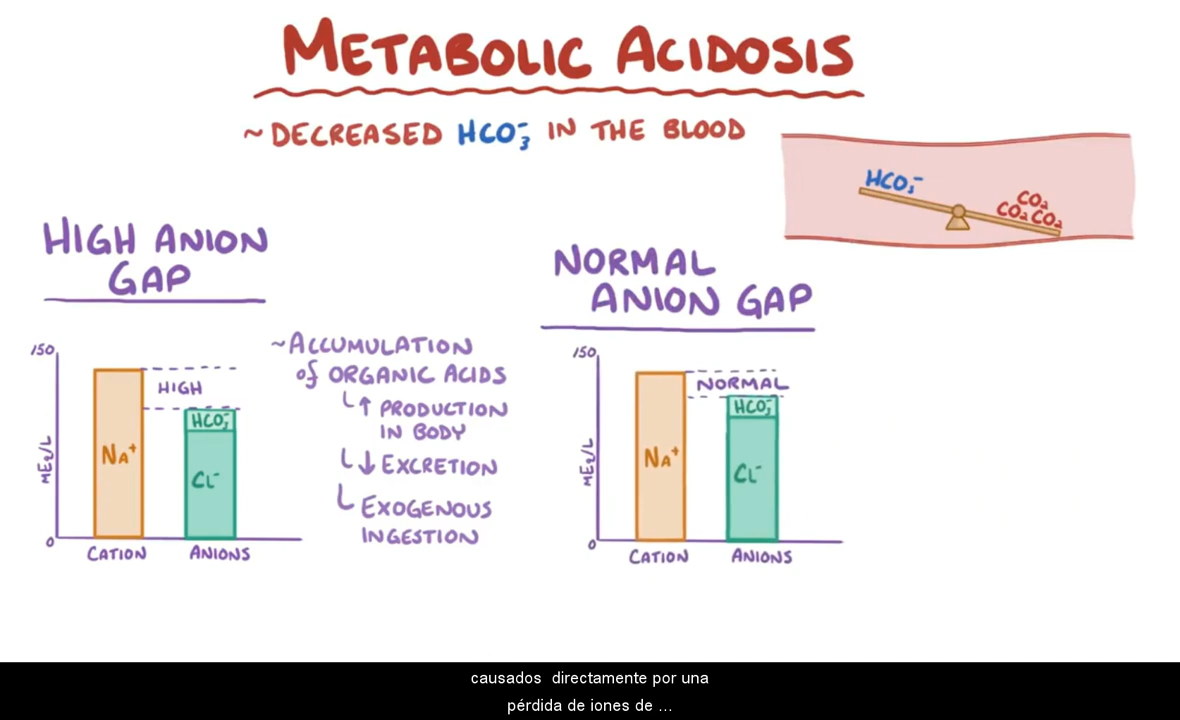 METABOLIC ACIDOSIS
~DECREASED HCO₃⁻ IN THE BLOOD
HCO₃⁻
CO₂
CO₂ CO₂
HIGH ANION
GAP
150
HIGH
HCO₃⁻
NA⁺
CL⁻
MEq/L
0
CATION
ANIONS
~ACCUMULATION
of ORGANIC ACIDS
↑ PRODUCTION
IN BODY
↓ EXCRETION
EXOGENOUS
INGESTION
NORMAL
ANION GAP
150
NORMAL
HCO₃⁻
NA⁺
CL⁻
MEq/L
0
CATION
ANIONS
causados directamente por una
pérdida de iones de ...